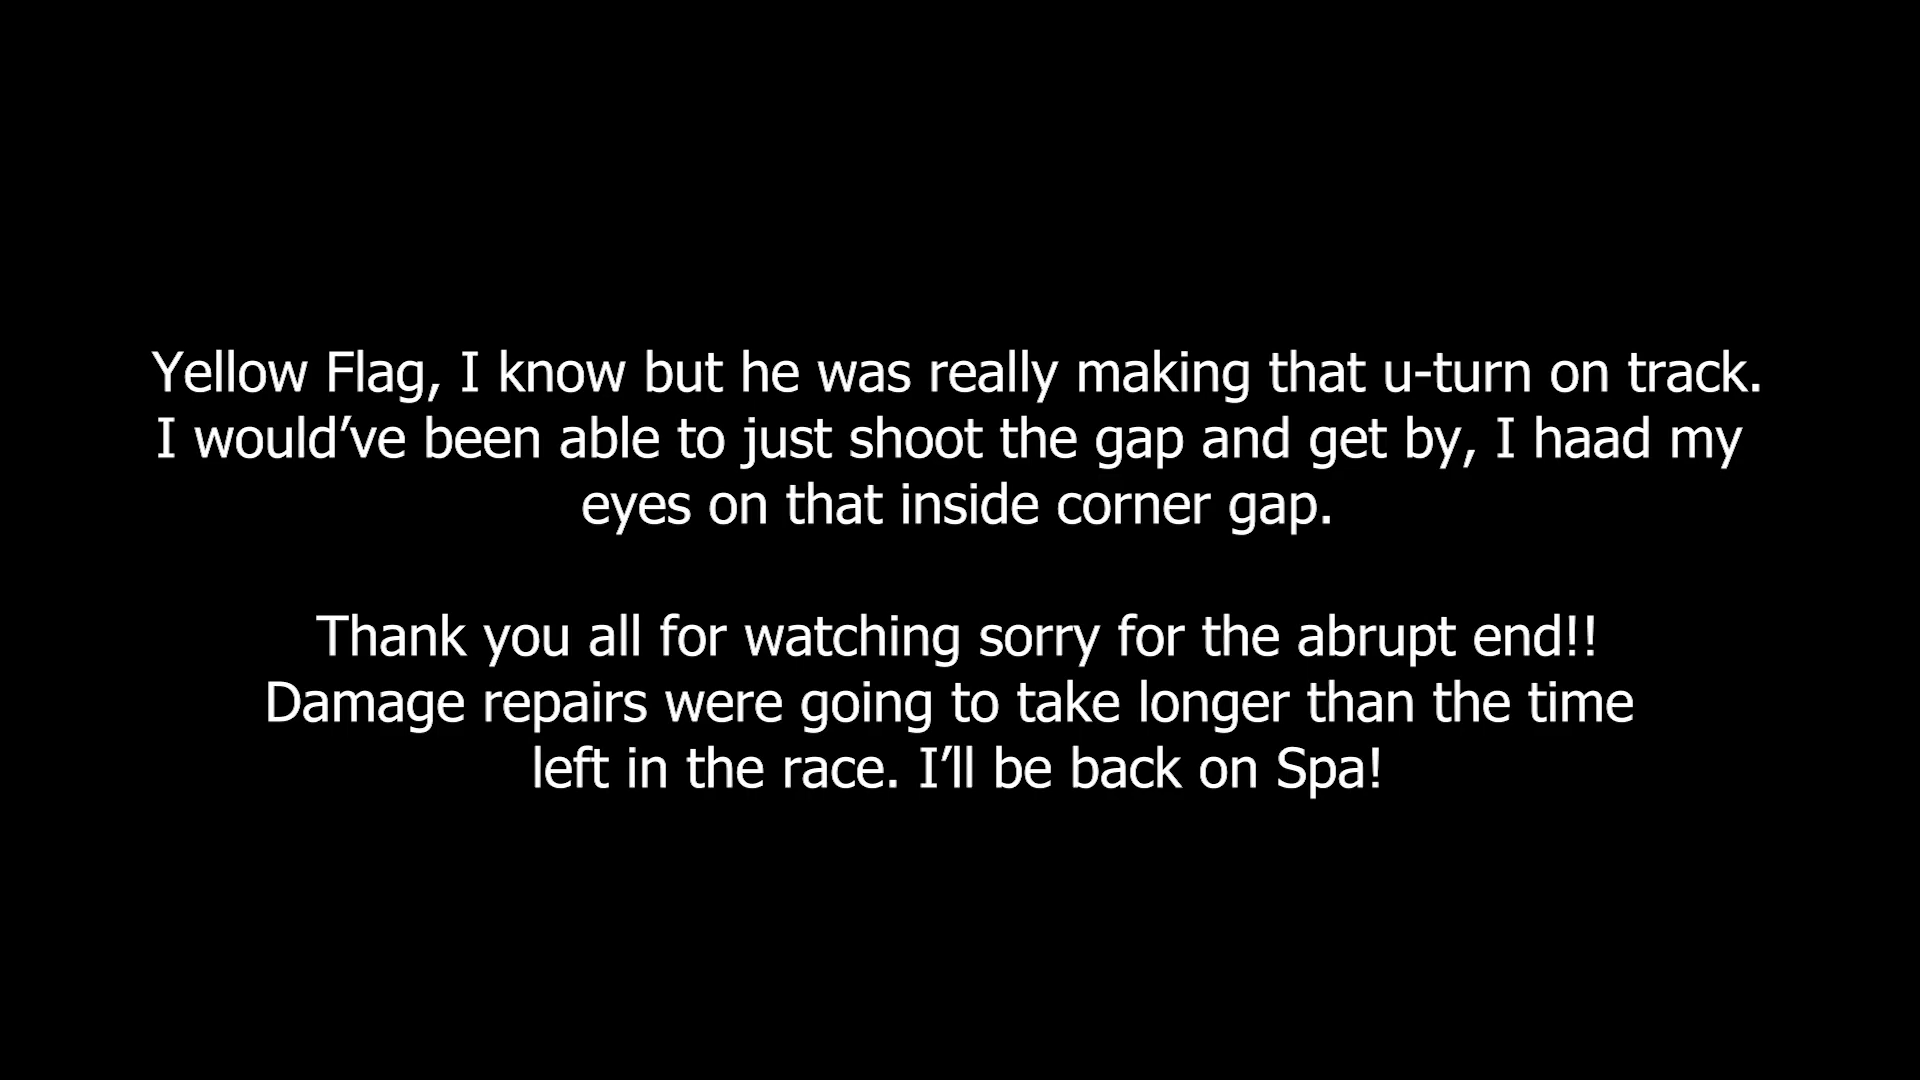 Yellow Flag, I know but he was really making that u-turn on track.
I would’ve been able to just shoot the gap and get by, I haad my
eyes on that inside corner gap.
Thank you all for watching sorry for the abrupt end!!
Damage repairs were going to take longer than the time
left in the race. I’ll be back on Spa!